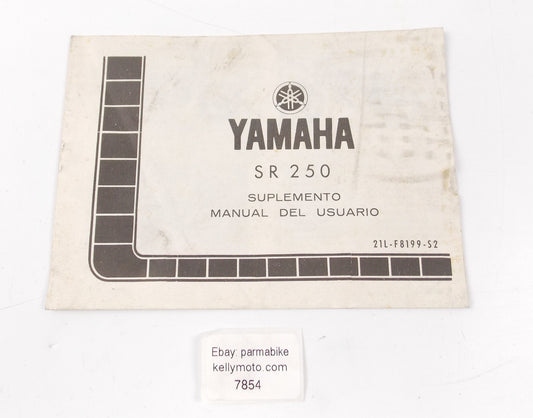 YAMAHA
SR 250
SUPLEMENTO
MANUAL DEL USUARIO
21L-F8199-S2
Ebay: parmabike
kellymoto.com
7854